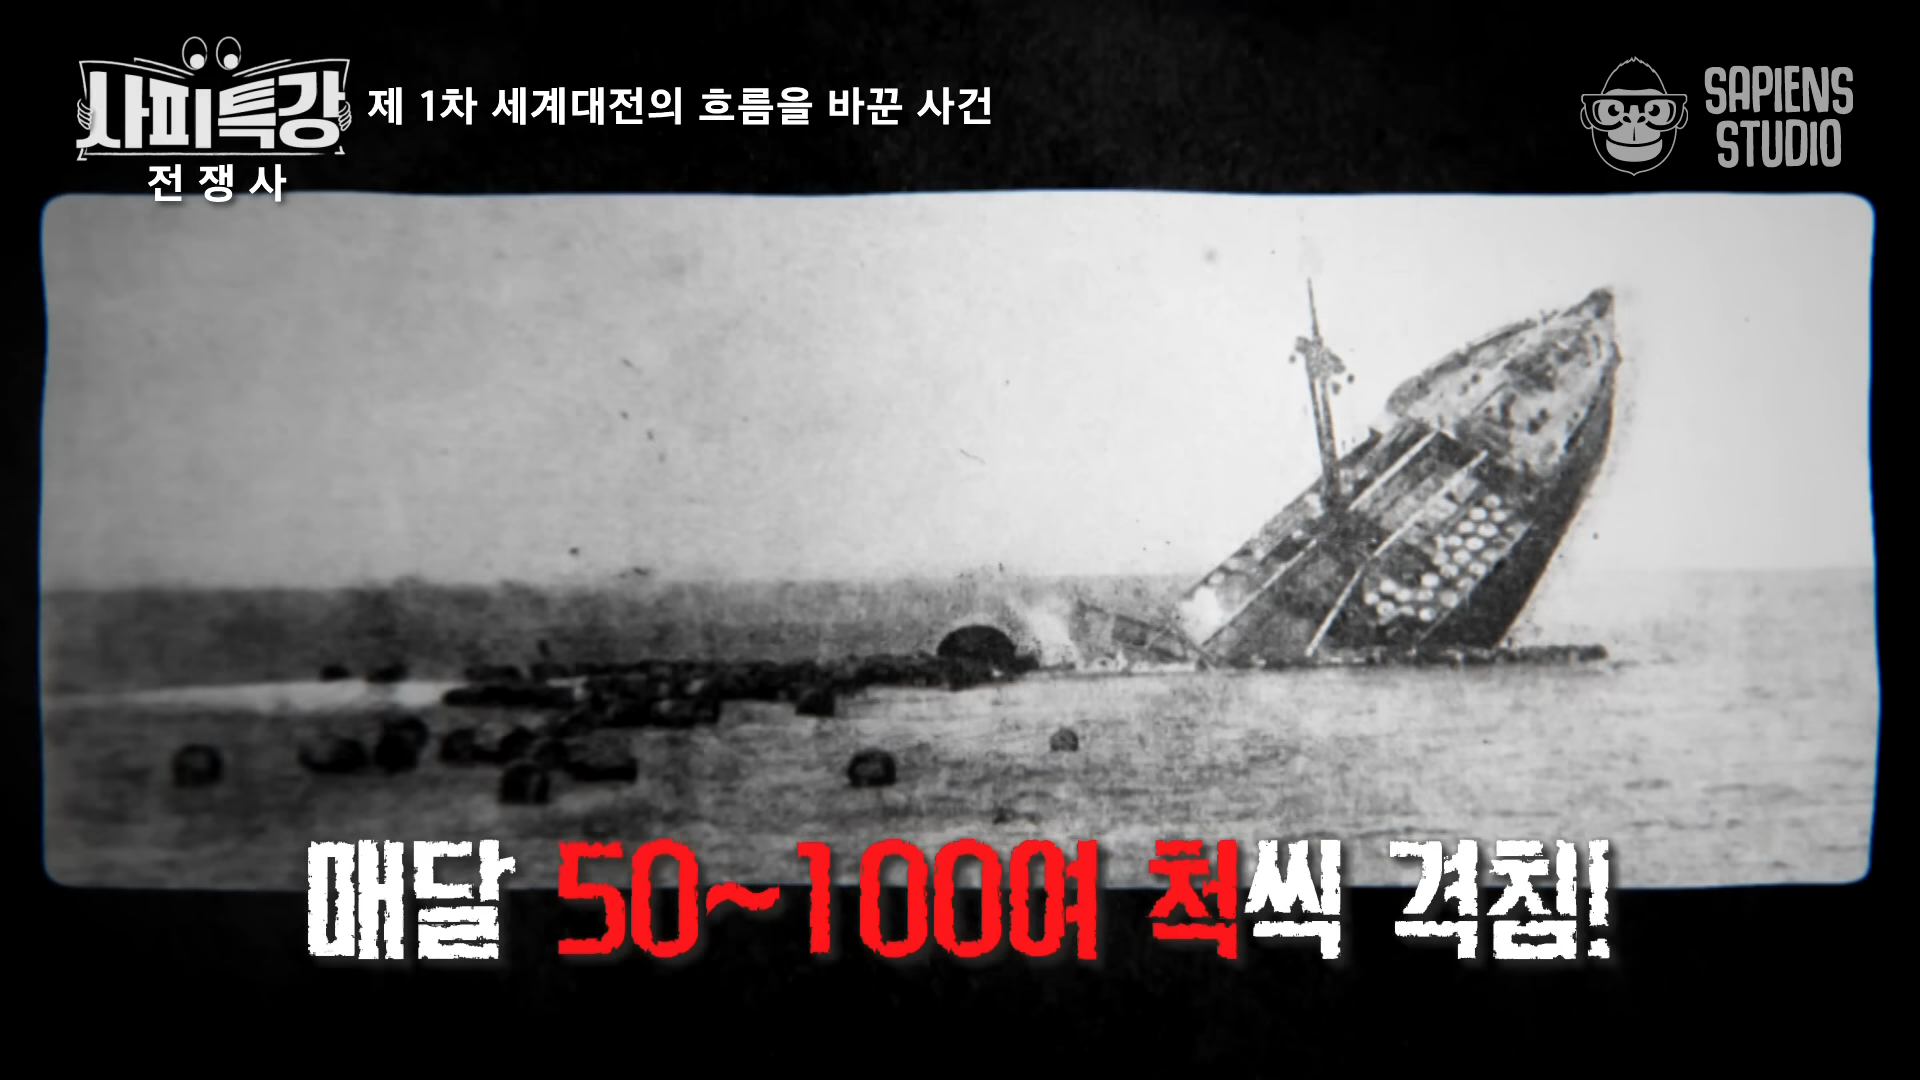 사피특강
전쟁사
제 1차 세계대전의 흐름을 바꾼 사건
SAPIENS
STUDIO
매달 50~100여 척씩 격침!